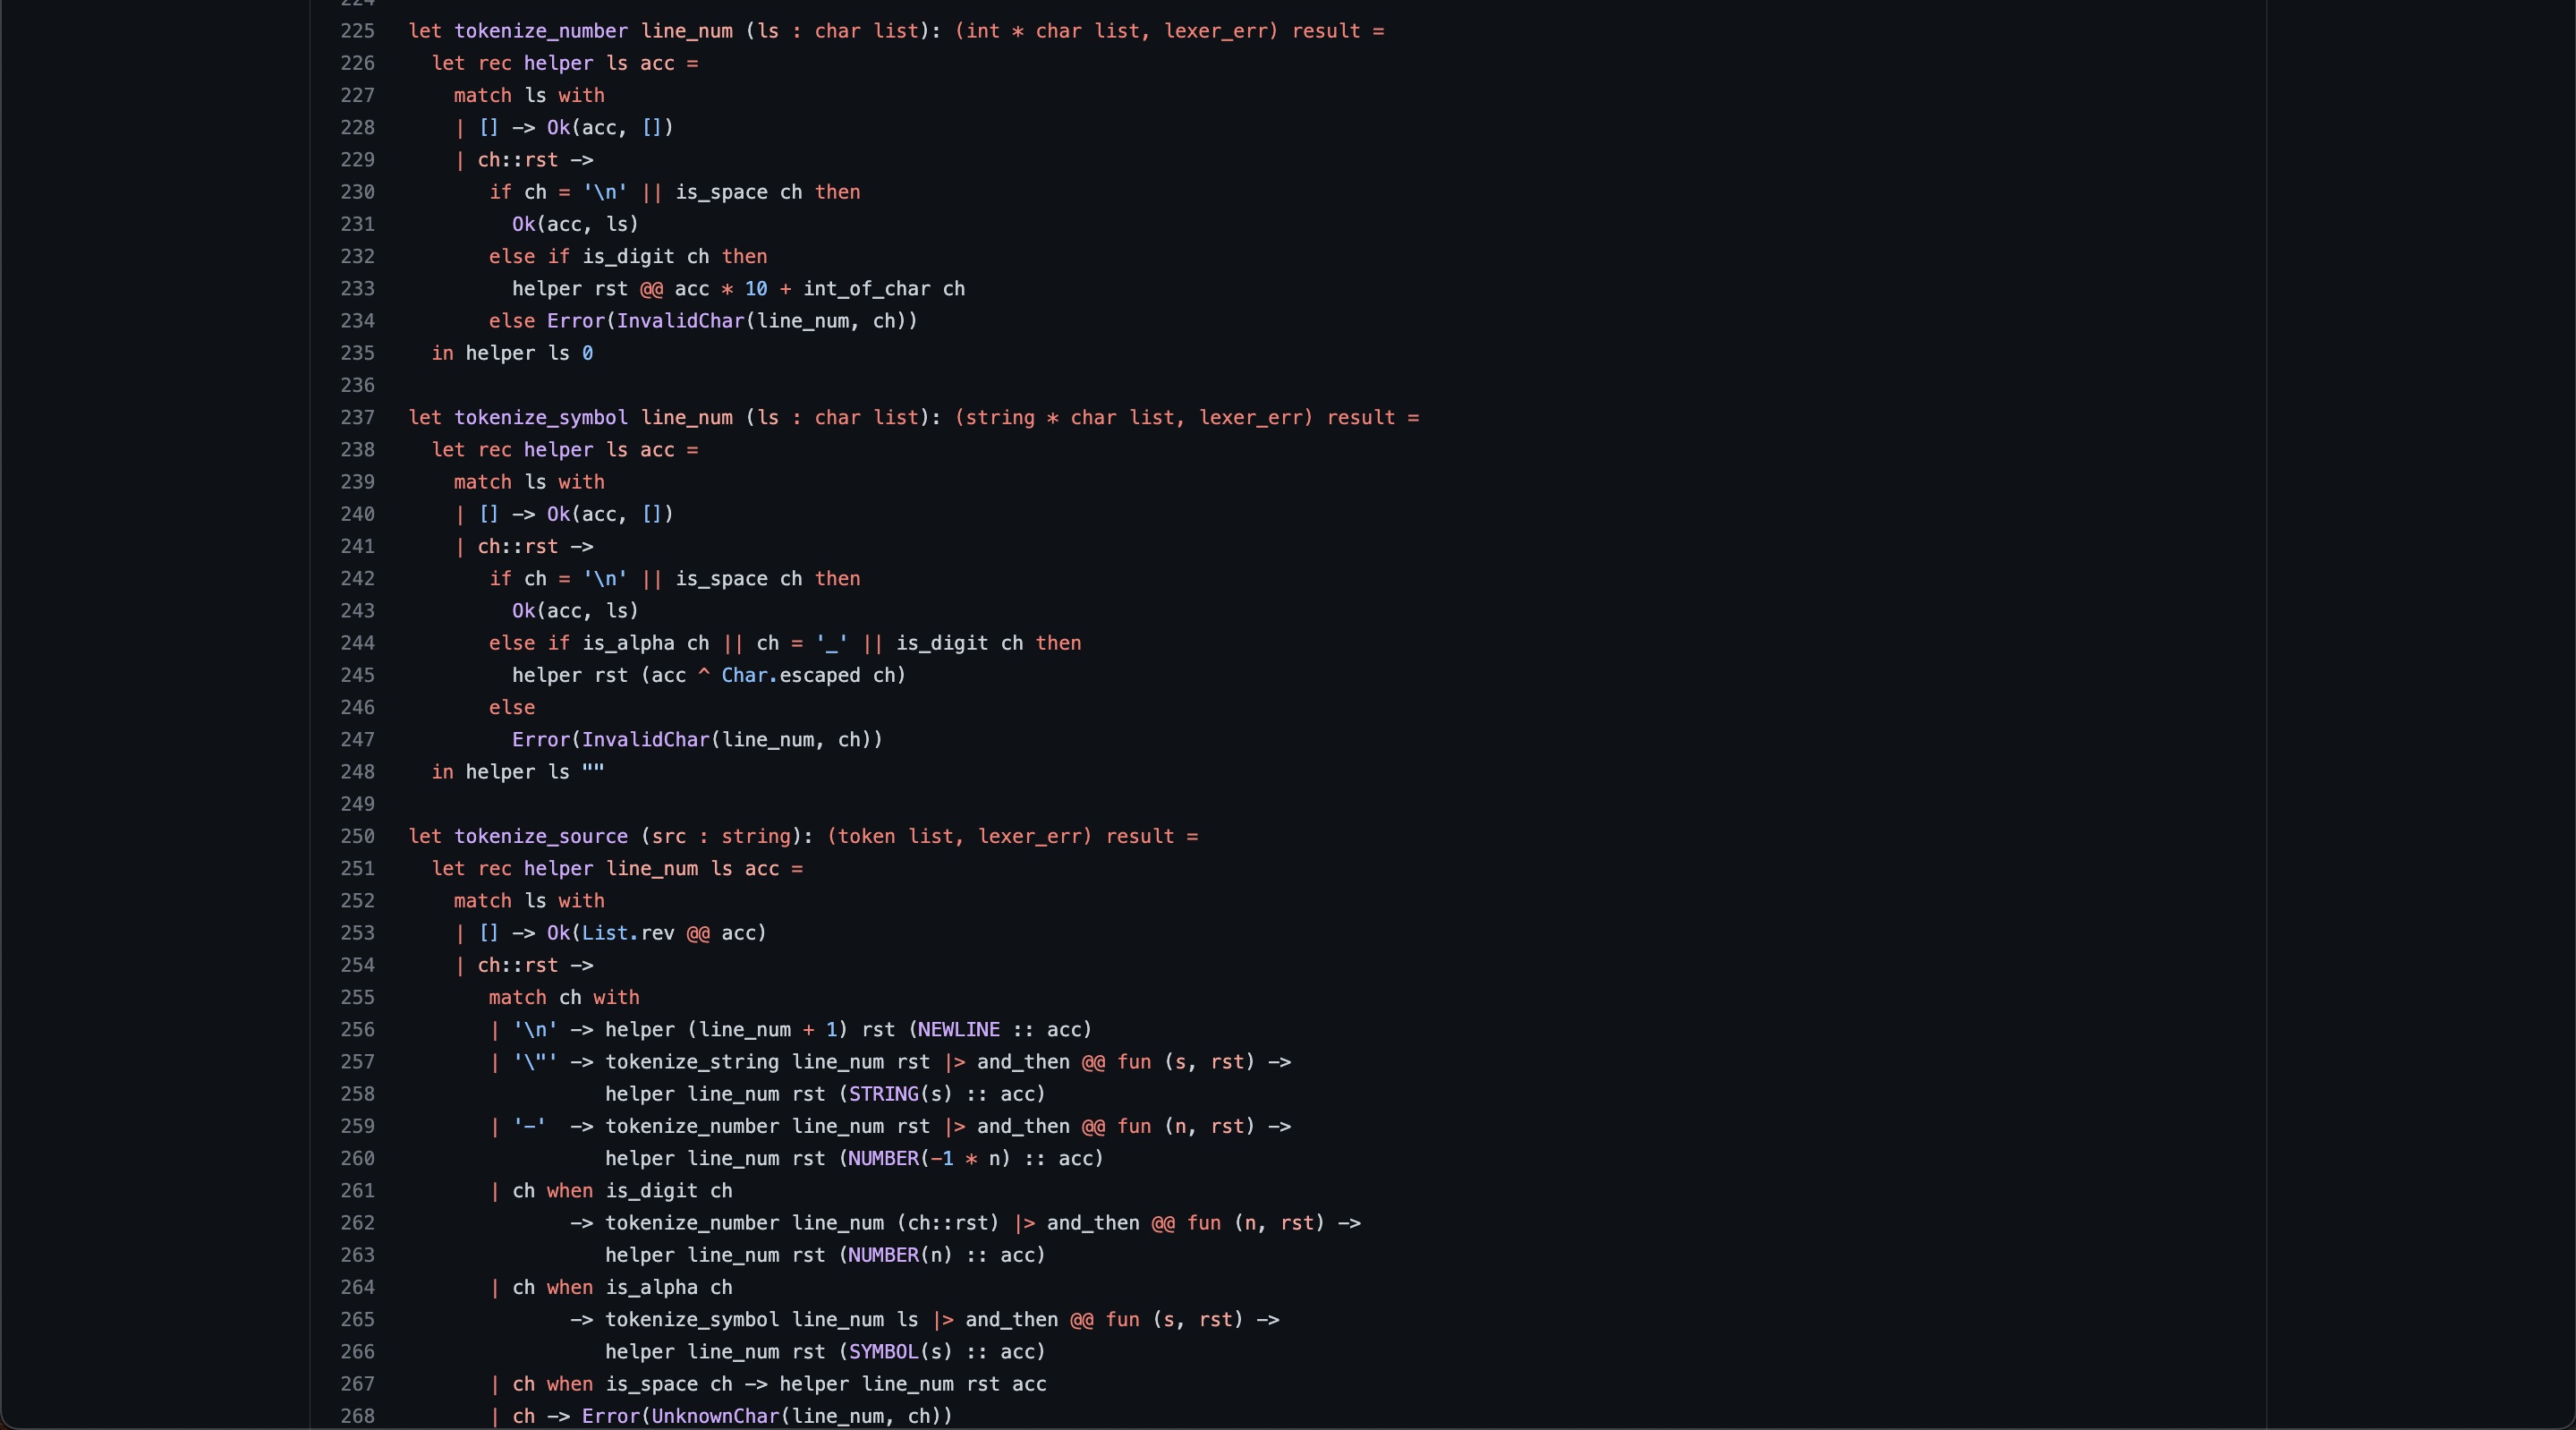 224
225 let tokenize_number line_num (ls : char list): (int * char list, lexer_err) result =
226   let rec helper ls acc =
227     match ls with
228     | [] -> Ok(acc, [])
229     | ch::rst ->
230        if ch = '\n' || is_space ch then
231          Ok(acc, ls)
232        else if is_digit ch then
233          helper rst @@ acc * 10 + int_of_char ch
234        else Error(InvalidChar(line_num, ch))
235   in helper ls 0
236
237 let tokenize_symbol line_num (ls : char list): (string * char list, lexer_err) result =
238   let rec helper ls acc =
239     match ls with
240     | [] -> Ok(acc, [])
241     | ch::rst ->
242        if ch = '\n' || is_space ch then
243          Ok(acc, ls)
244        else if is_alpha ch || ch = '_' || is_digit ch then
245          helper rst (acc ^ Char.escaped ch)
246        else
247          Error(InvalidChar(line_num, ch))
248   in helper ls ""
249
250 let tokenize_source (src : string): (token list, lexer_err) result =
251   let rec helper line_num ls acc =
252     match ls with
253     | [] -> Ok(List.rev @@ acc)
254     | ch::rst ->
255        match ch with
256        | '\n' -> helper (line_num + 1) rst (NEWLINE :: acc)
257        | '\"' -> tokenize_string line_num rst |> and_then @@ fun (s, rst) ->
258                  helper line_num rst (STRING(s) :: acc)
259        | '-'  -> tokenize_number line_num rst |> and_then @@ fun (n, rst) ->
260                  helper line_num rst (NUMBER(-1 * n) :: acc)
261        | ch when is_digit ch
262               -> tokenize_number line_num (ch::rst) |> and_then @@ fun (n, rst) ->
263                  helper line_num rst (NUMBER(n) :: acc)
264        | ch when is_alpha ch
265               -> tokenize_symbol line_num ls |> and_then @@ fun (s, rst) ->
266                  helper line_num rst (SYMBOL(s) :: acc)
267        | ch when is_space ch -> helper line_num rst acc
268        | ch -> Error(UnknownChar(line_num, ch))